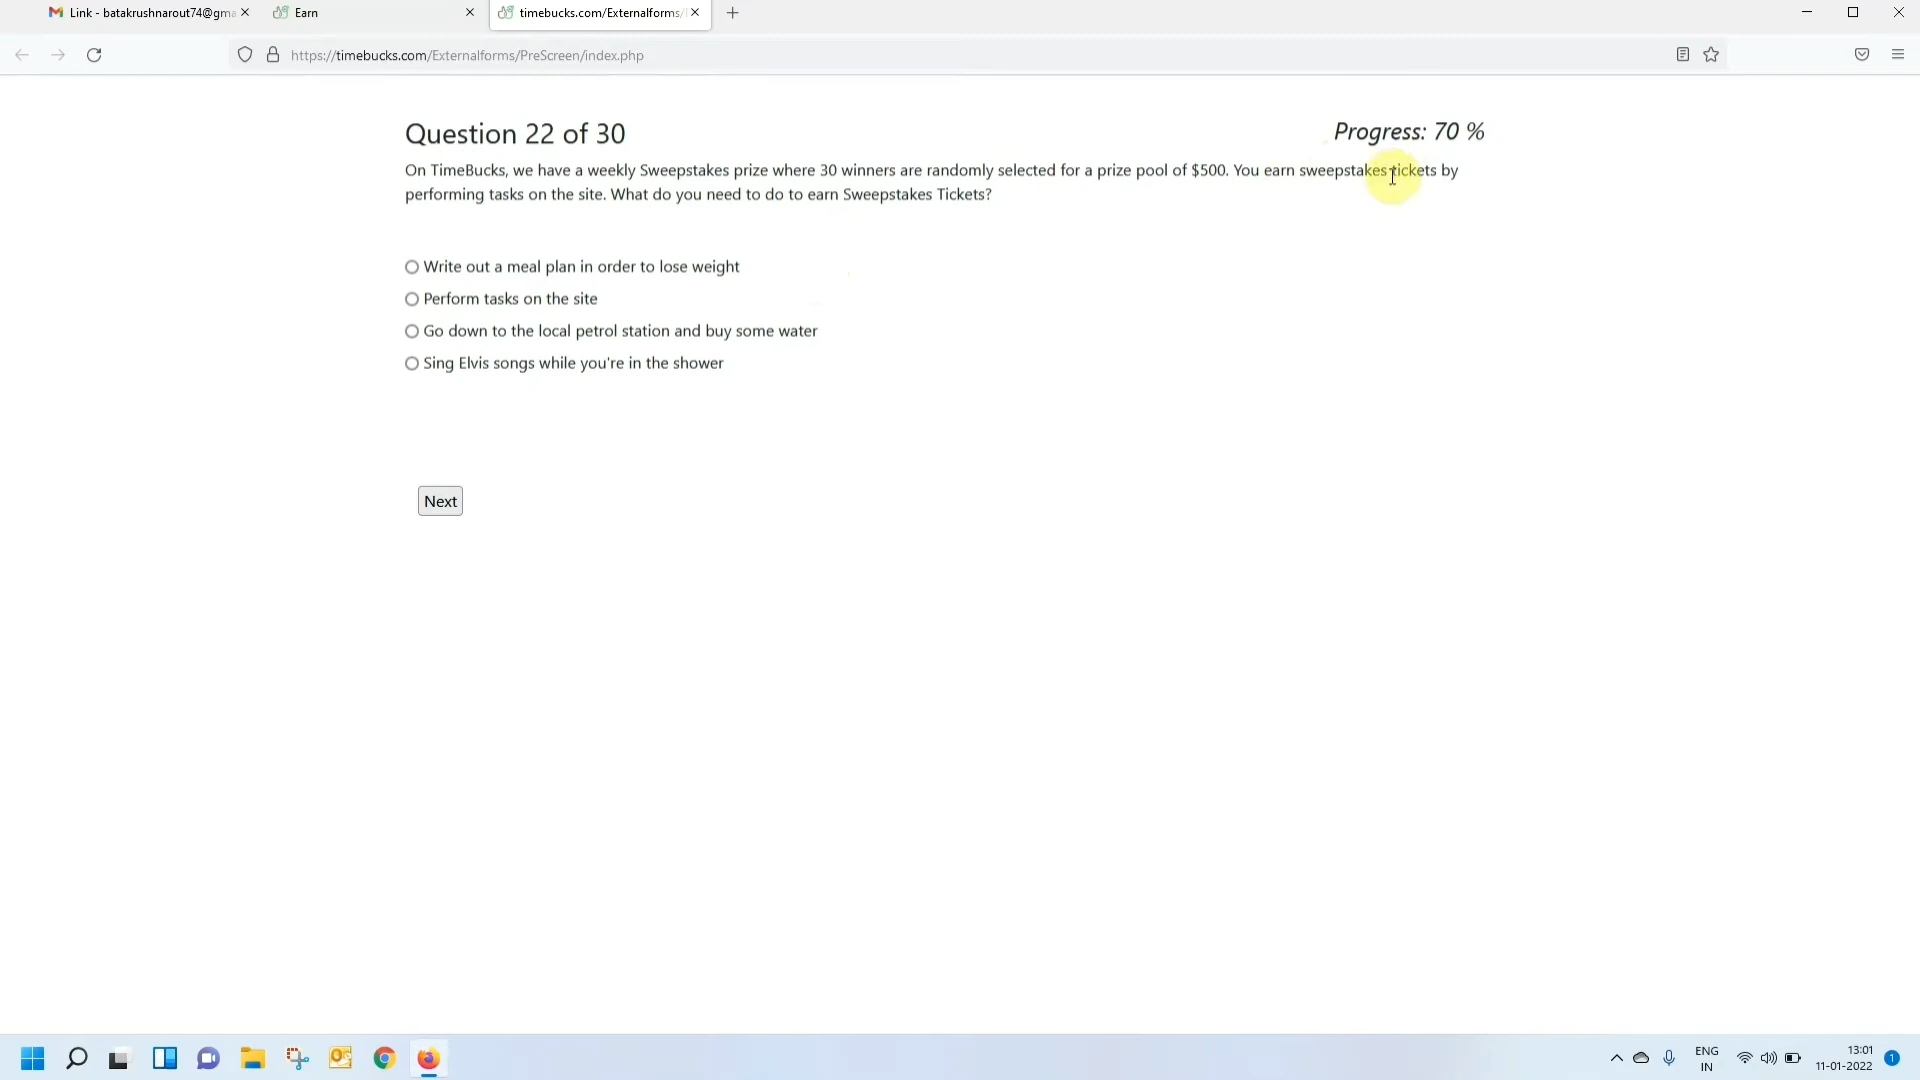 Link - batakrushnarout74@gma
Earn
timebucks.com/Externalforms/
https://timebucks.com/Externalforms/PreScreen/index.php
Question 22 of 30
Progress: 70 %
On TimeBucks, we have a weekly Sweepstakes prize where 30 winners are randomly selected for a prize pool of $500. You earn sweepstakes tickets by
performing tasks on the site. What do you need to do to earn Sweepstakes Tickets?
Write out a meal plan in order to lose weight
Perform tasks on the site
Go down to the local petrol station and buy some water
Sing Elvis songs while you're in the shower
Next
ENG
IN
13:01
11-01-2022
1